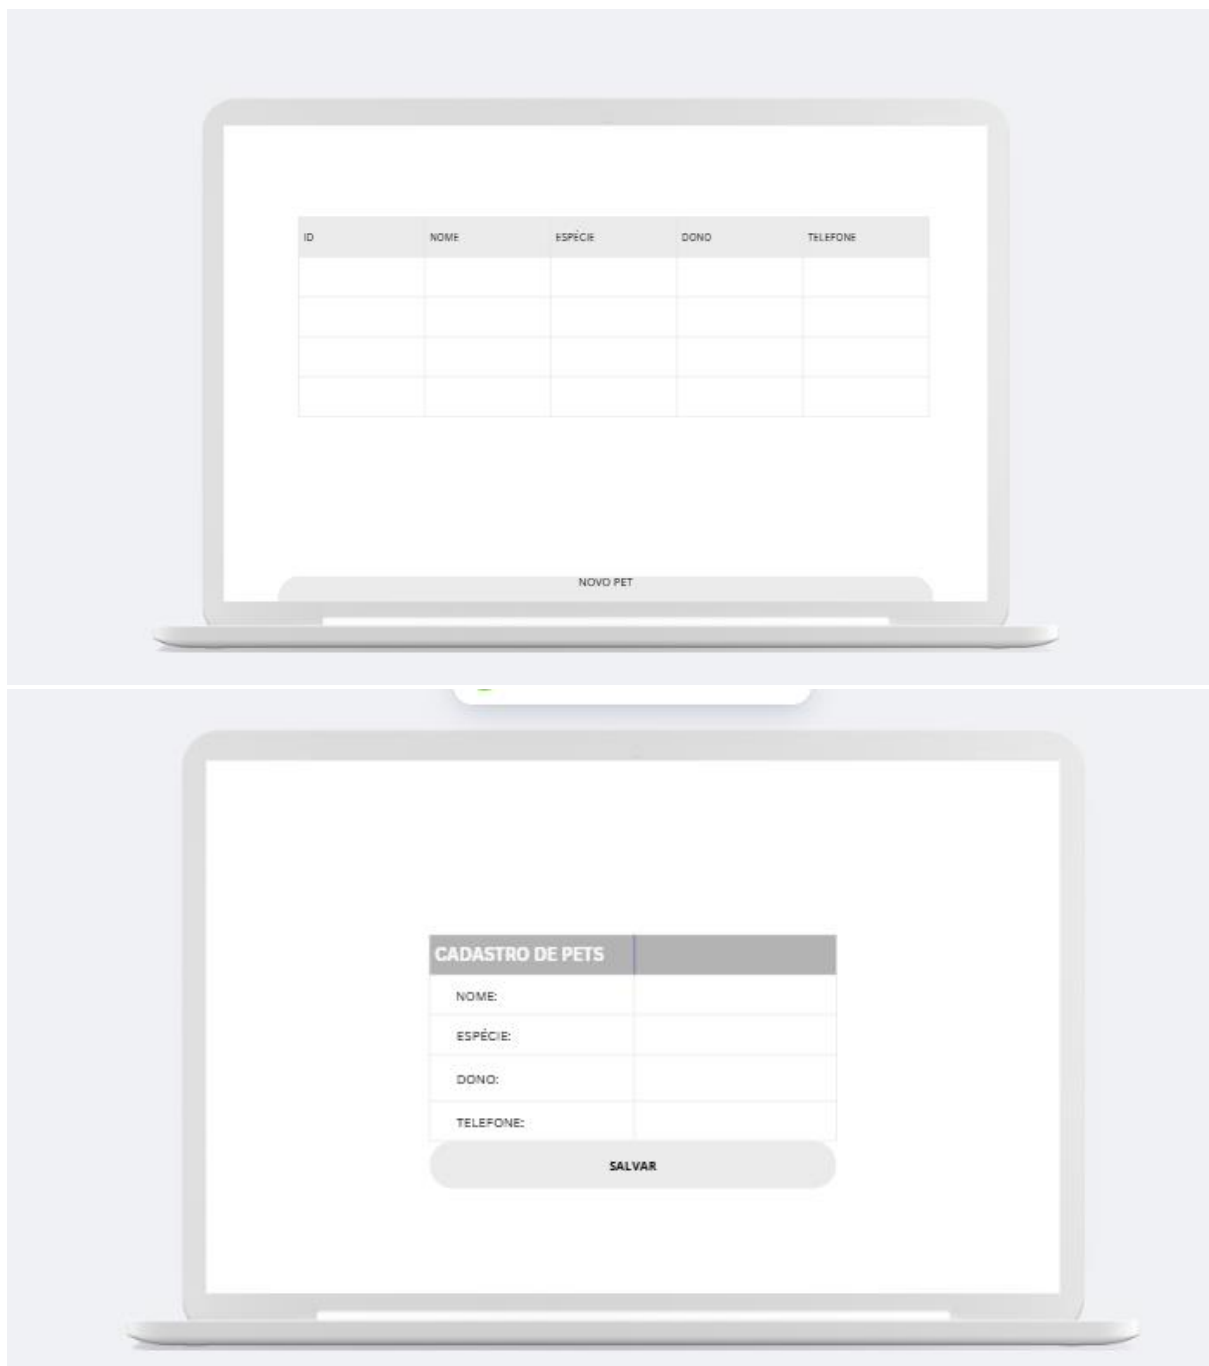 ID NOME ESPÉCIE DONO TELEFONE
NOVO PET
CADASTRO DE PETS
NOME:
ESPÉCIE:
DONO:
TELEFONE:
SALVAR